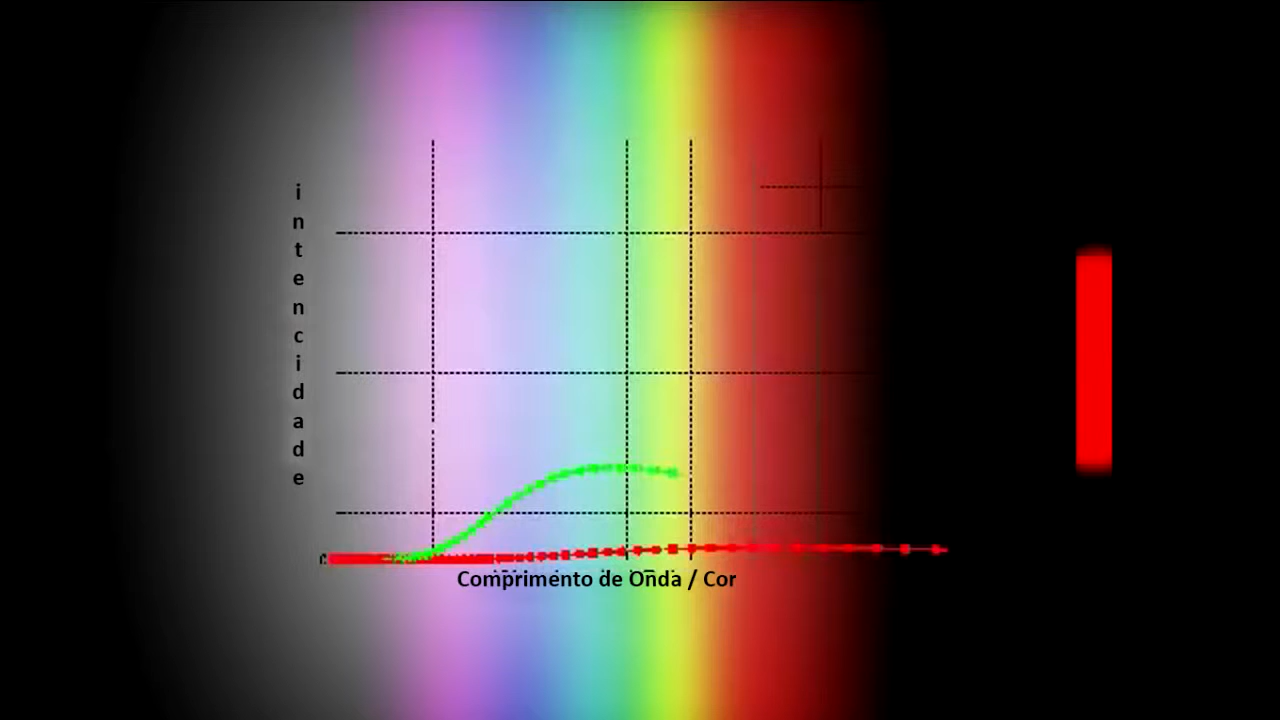 intencidade
Comprimento de Onda / Cor